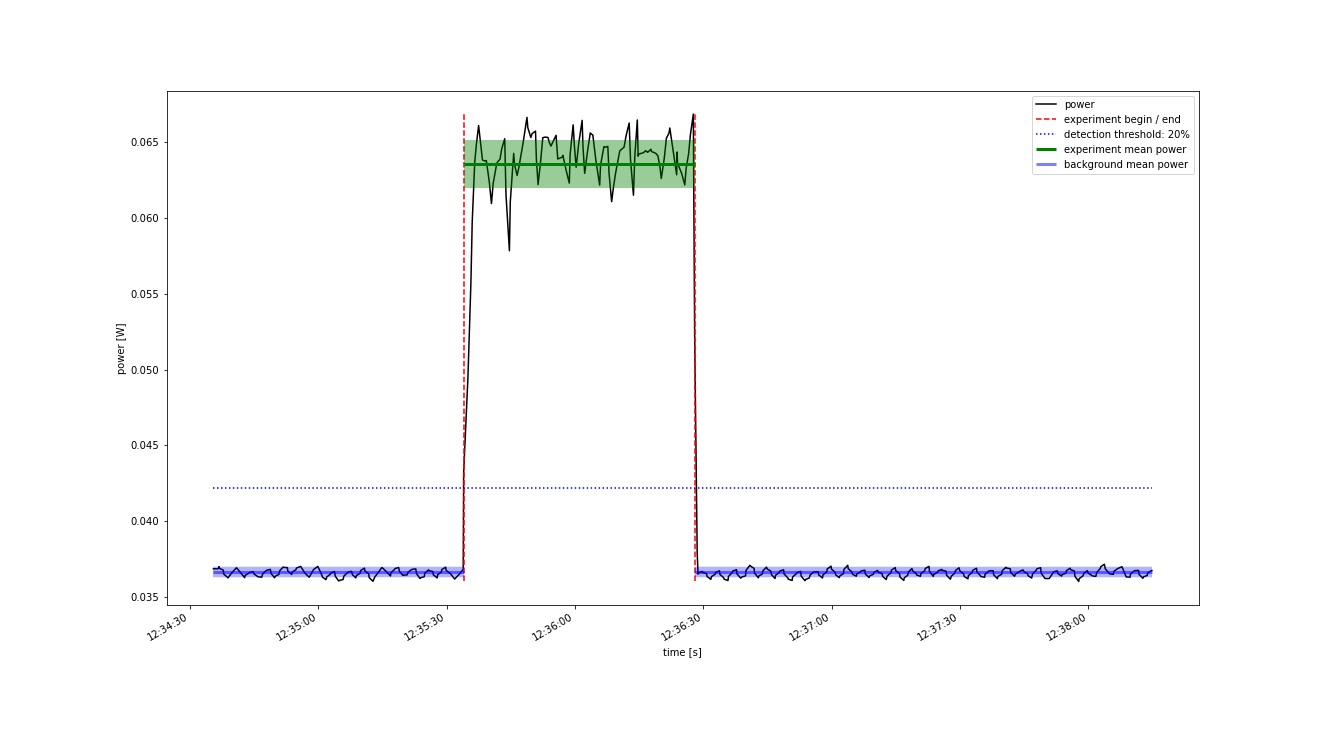 power
experiment begin / end
detection threshold: 20%
experiment mean power
background mean power
0.065
0.060
0.055
0.050
0.045
0.040
0.035
power [W]
12:34:30
12:35:00
12:35:30
12:36:00
12:36:30
12:37:00
12:37:30
12:38:00
time [s]